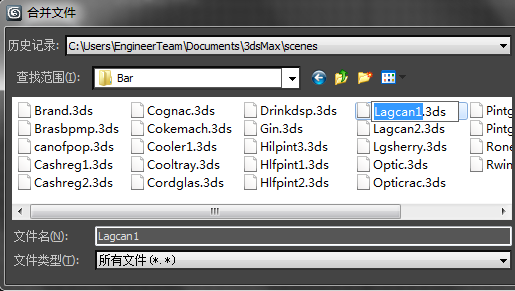 合并文件
历史记录: C:\Users\EngineerTeam\Documents\3dsMax\scenes
查找范围(I): Bar
Brand.3ds Cognac.3ds Drinkdsp.3ds Lagcan1.3ds Pintg
Brasbpmp.3ds Cokemach.3ds Gin.3ds Lagcan2.3ds Pintg
canofpop.3ds Cooler1.3ds Hilpint3.3ds Lgsherry.3ds Rone
Cashreg1.3ds Cooltray.3ds Hlfpint1.3ds Optic.3ds Rwin
Cashreg2.3ds Cordglas.3ds Hlfpint2.3ds Opticrac.3ds
文件名(N): Lagcan1
文件类型(T): 所有文件(*.*)